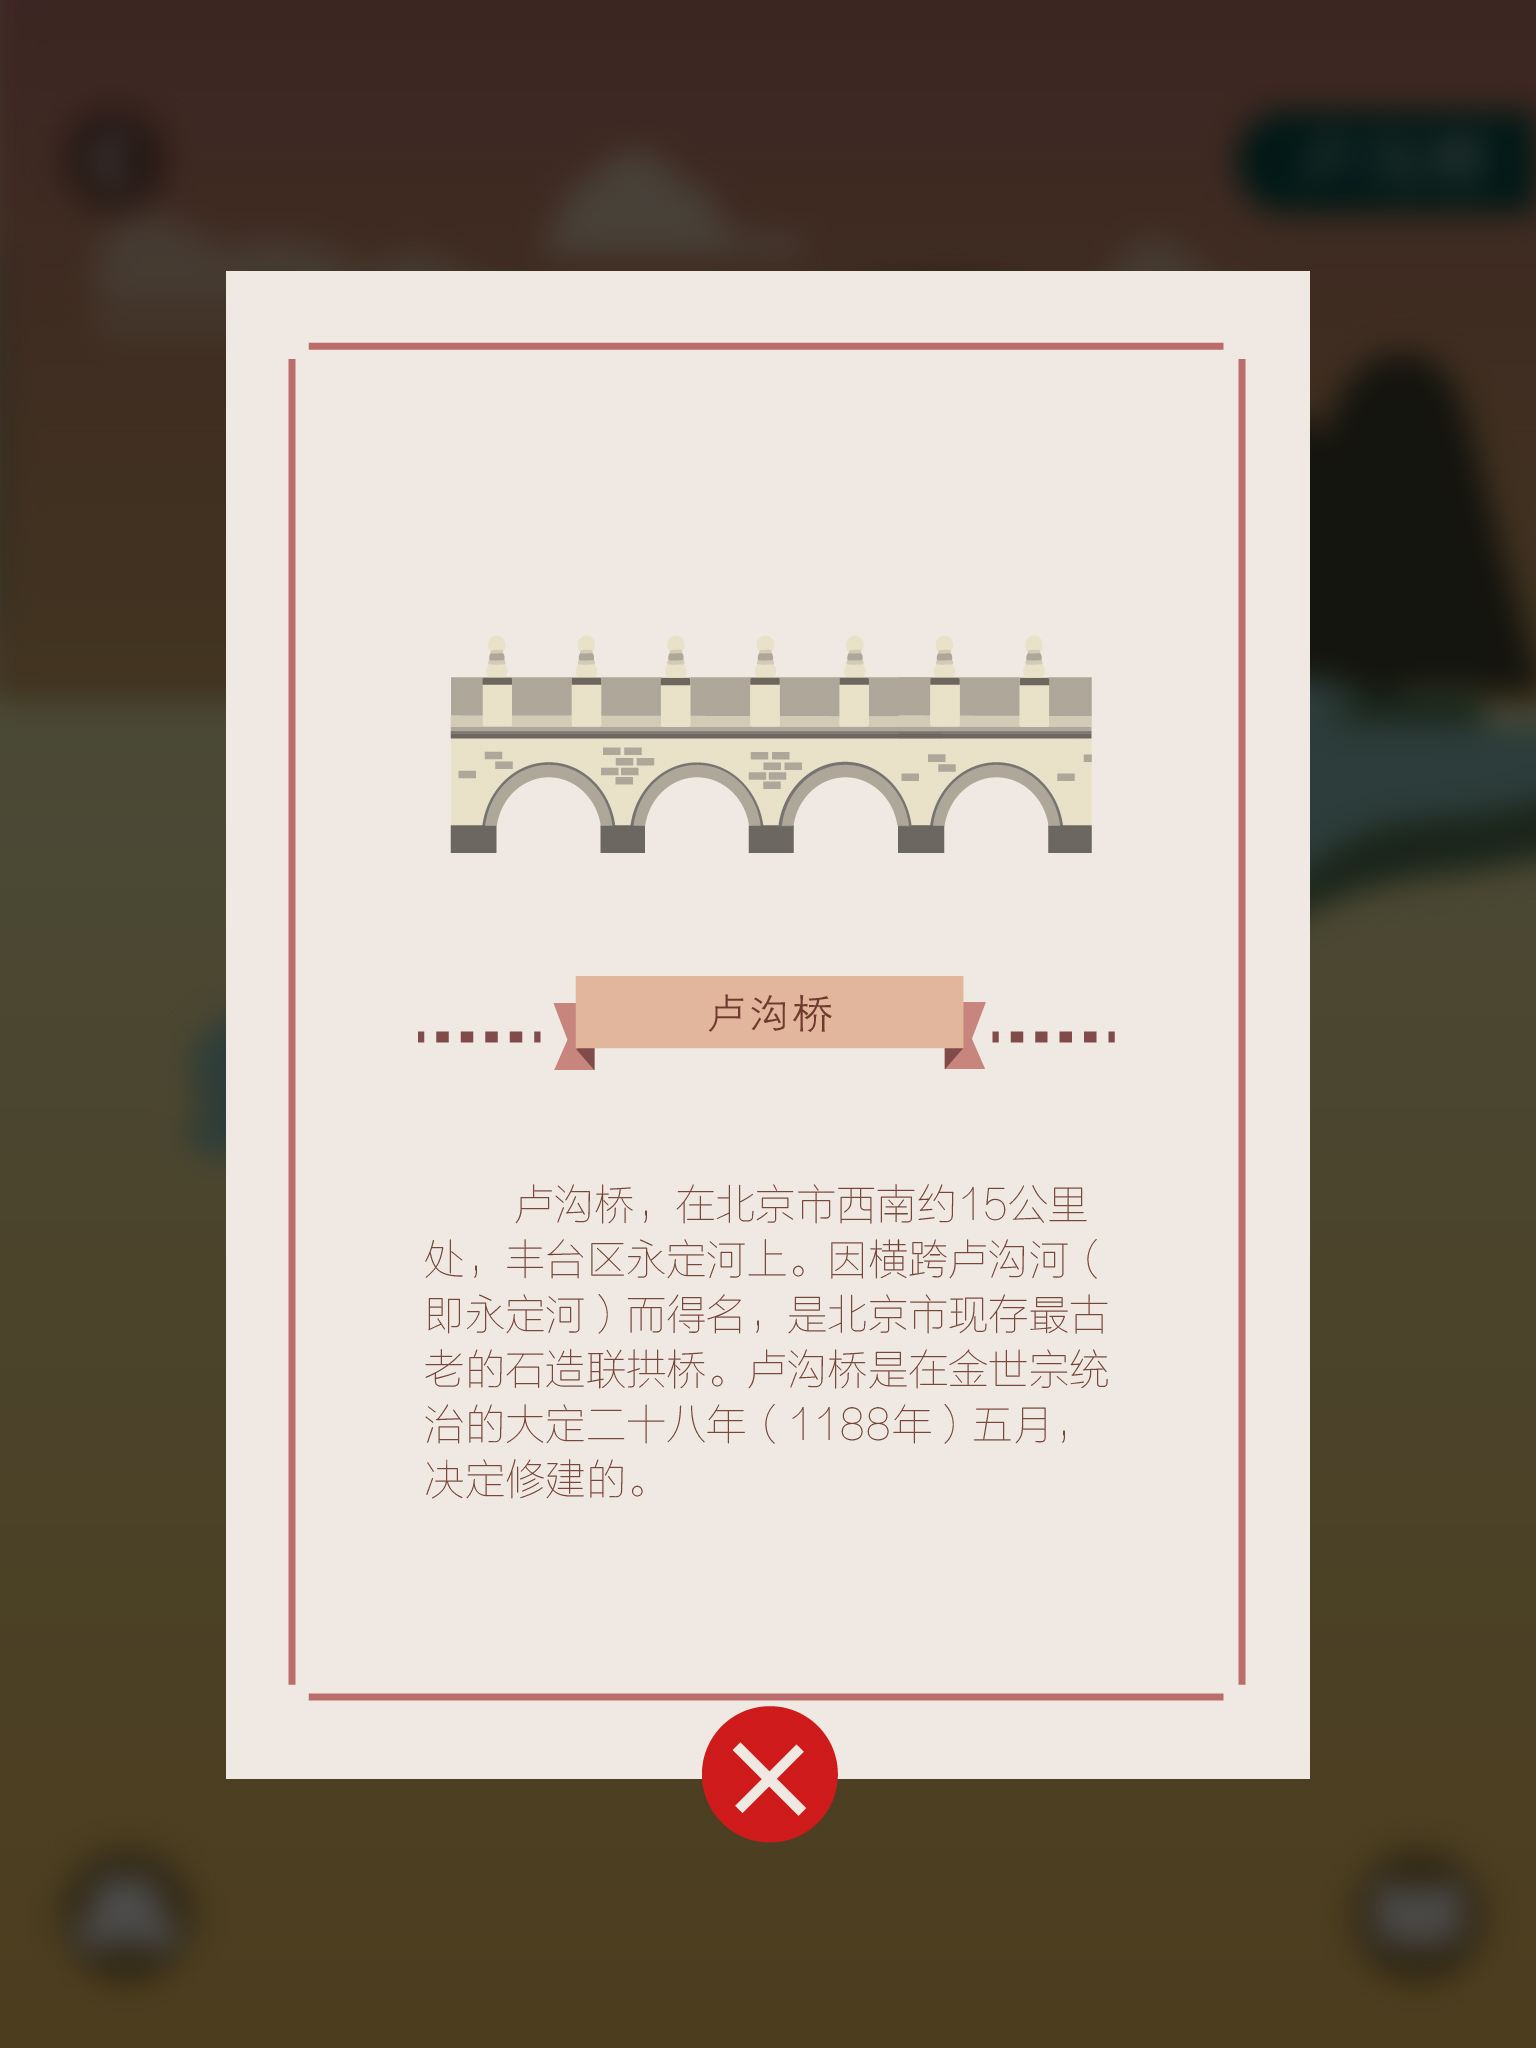 卢沟桥
卢沟桥，在北京市西南约15公里
处，丰台区永定河上。因横跨卢沟河（
即永定河）而得名，是北京市现存最古
老的石造联拱桥。卢沟桥是在金世宗统
治的大定二十八年（1188年）五月，
决定修建的。